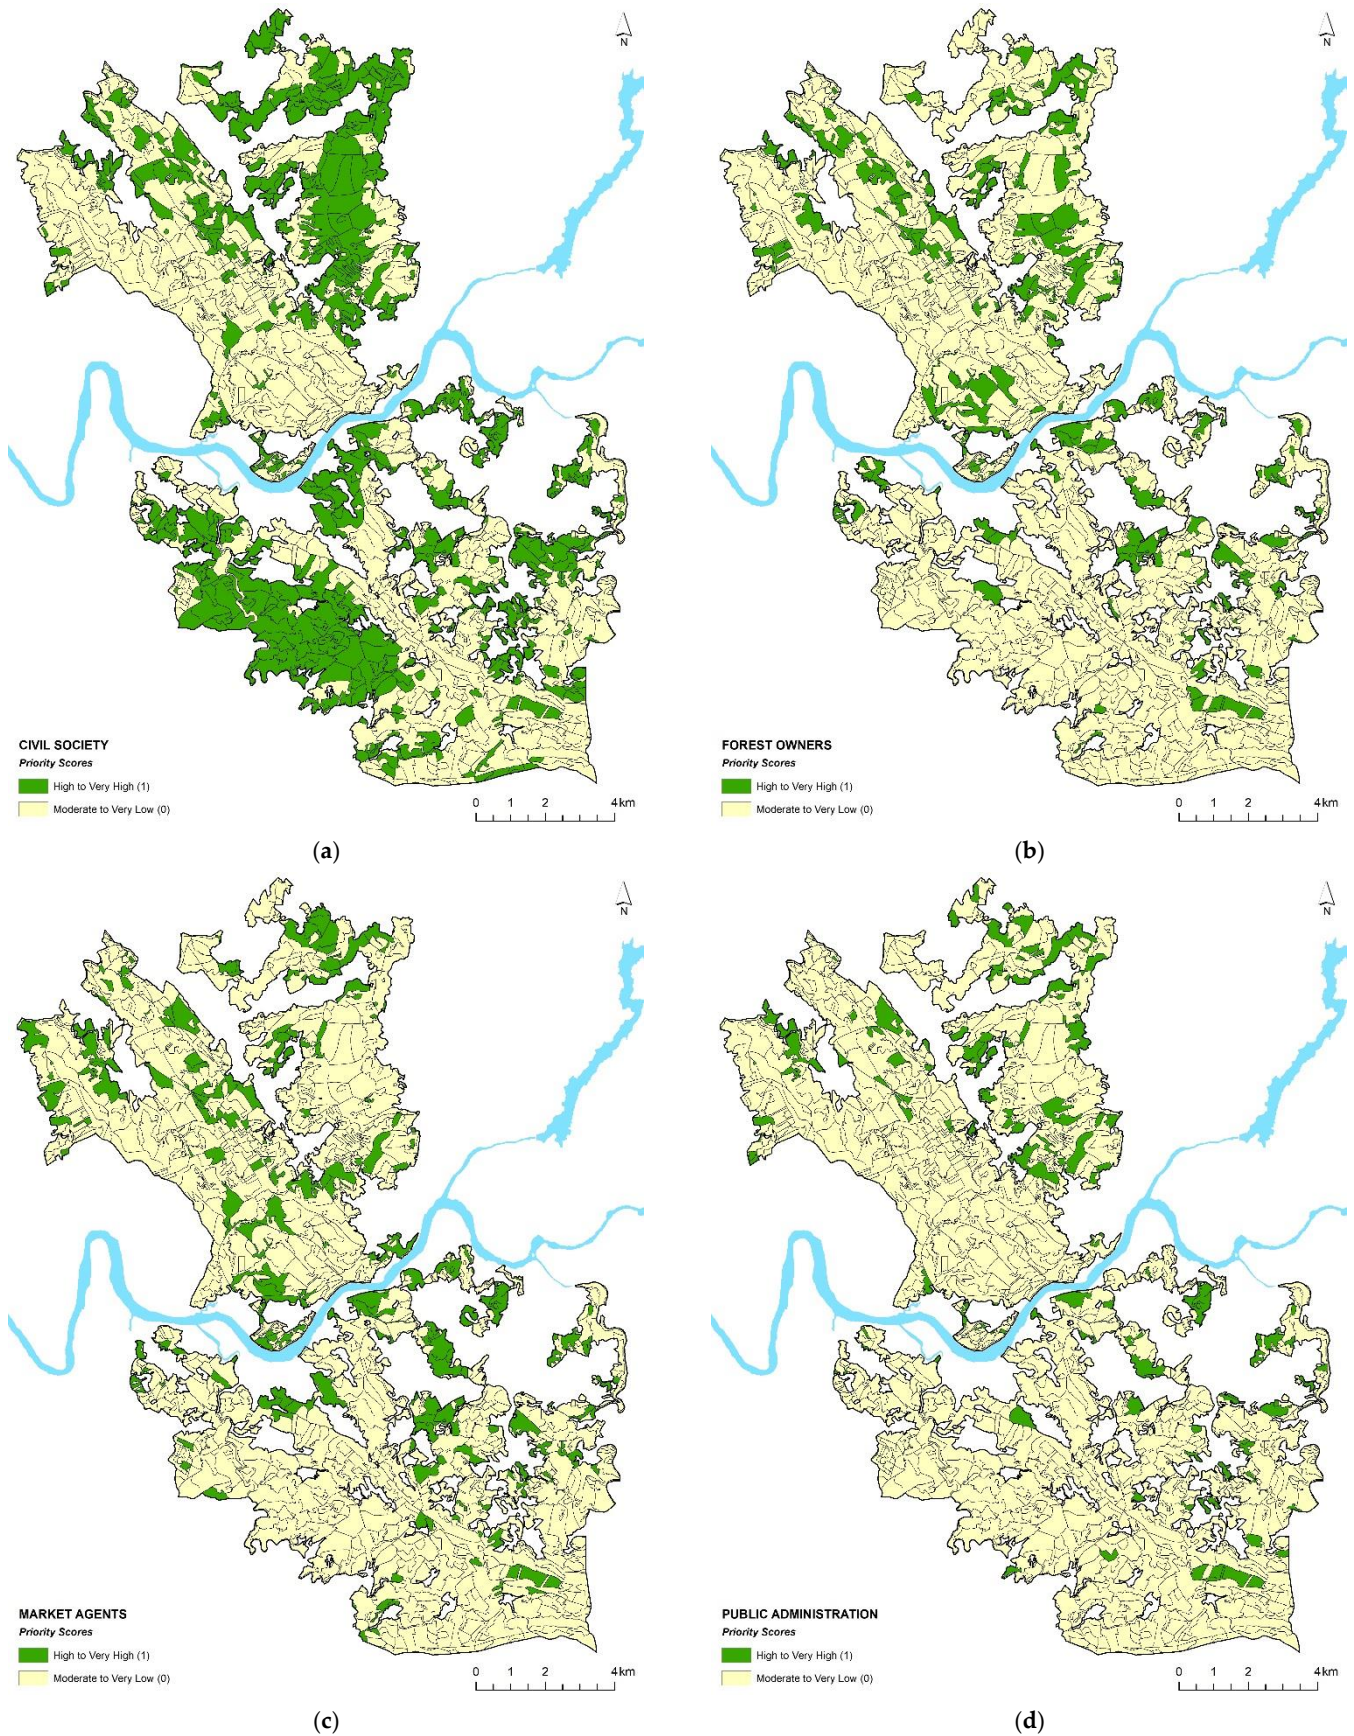 N
CIVIL SOCIETY
Priority Scores
High to Very High (1)
Moderate to Very Low (0)
0 1 2 4 km
(a)
N
FOREST OWNERS
Priority Scores
High to Very High (1)
Moderate to Very Low (0)
0 1 2 4 km
(b)
N
MARKET AGENTS
Priority Scores
High to Very High (1)
Moderate to Very Low (0)
0 1 2 4 km
(c)
N
PUBLIC ADMINISTRATION
Priority Scores
High to Very High (1)
Moderate to Very Low (0)
0 1 2 4 km
(d)